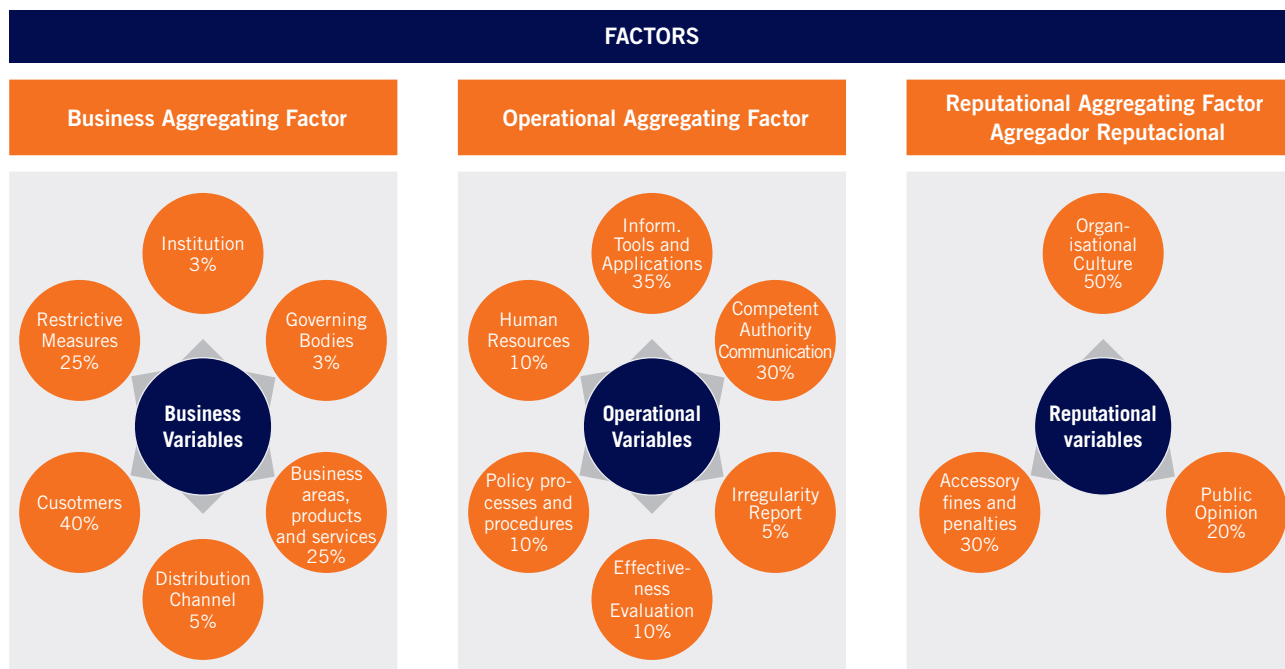 FACTORS
Business Aggregating Factor
Institution
3%
Restrictive
Measures
25%
Governing
Bodies
3%
Business
Variables
Cusotmers
40%
Business
areas,
products
and services
25%
Distribution
Channel
5%
Operational Aggregating Factor
Inform.
Tools and
Applications
35%
Human
Resources
10%
Competent
Authority
Communication
30%
Operational
Variables
Policy pro-
cesses and
procedures
10%
Irregularity
Report
5%
Effective-
ness
Evaluation
10%
Reputational Aggregating Factor
Agregador Reputacional
Organ-
isational
Culture
50%
Reputational
variables
Accessory
fines and
penalties
30%
Public
Opinion
20%